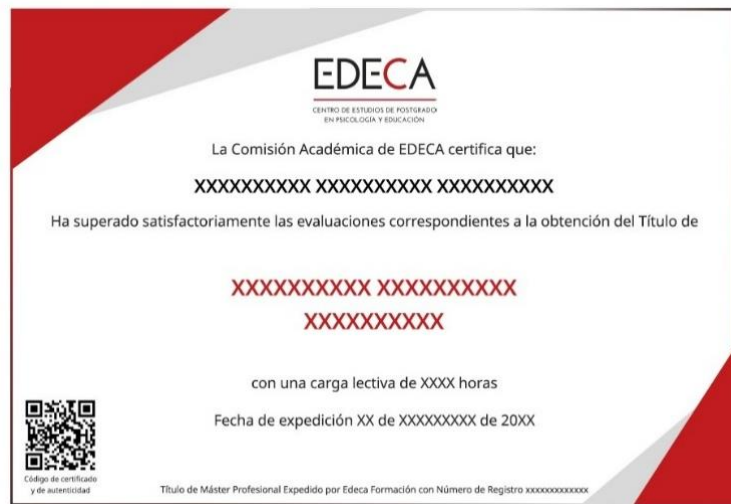 EDECA
CENTRO DE ESTUDIOS DE POSTGRADO
EN PSICOLOGÍA Y EDUCACIÓN
La Comisión Académica de EDECA certifica que:
XXXXXXXXXX XXXXXXXXXX XXXXXXXXXX
Ha superado satisfactoriamente las evaluaciones correspondientes a la obtención del Título de
XXXXXXXXXX XXXXXXXXXX
XXXXXXXXXX
con una carga lectiva de XXXX horas
Fecha de expedición XX de XXXXXXXXX de 20XX
Código de certificado
y de autenticidad
Título de Máster Profesional Expedido por Edeca Formación con Número de Registro xxxxxxxxxxxxx